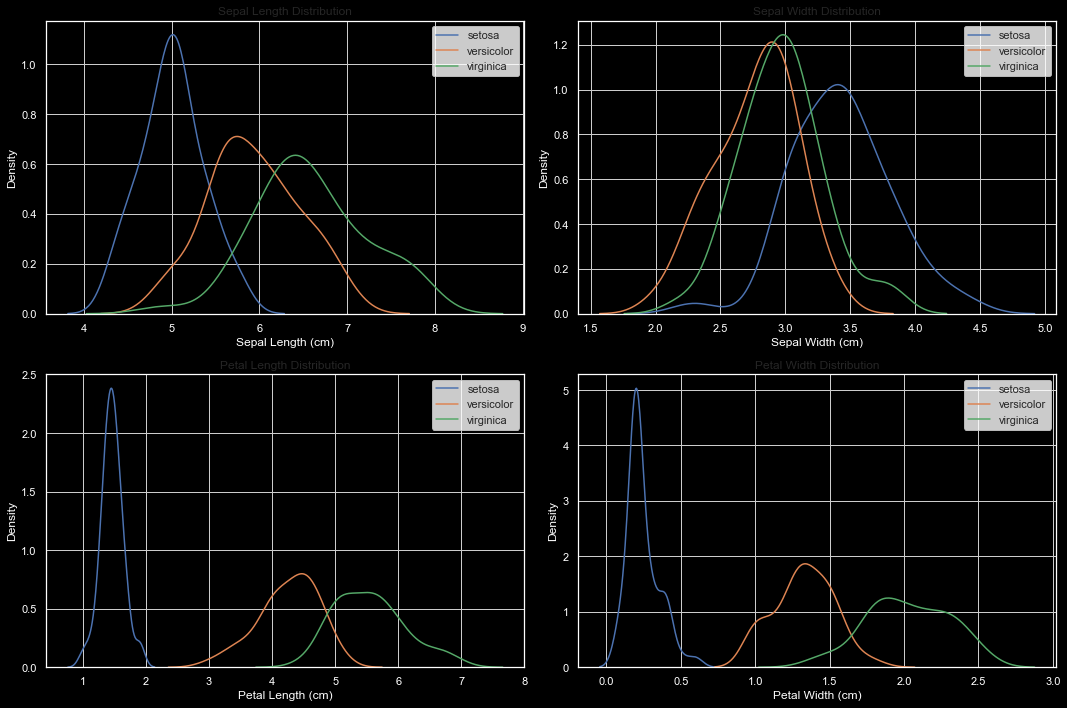 Sepal Length Distribution
setosa
versicolor
virginica
Density
0.0
0.2
0.4
0.6
0.8
1.0
4
5
6
7
8
9
Sepal Length (cm)
Sepal Width Distribution
setosa
versicolor
virginica
Density
0.0
0.2
0.4
0.6
0.8
1.0
1.2
1.5
2.0
2.5
3.0
3.5
4.0
4.5
5.0
Sepal Width (cm)
Petal Length Distribution
setosa
versicolor
virginica
Density
0.0
0.5
1.0
1.5
2.0
2.5
1
2
3
4
5
6
7
8
Petal Length (cm)
Petal Width Distribution
setosa
versicolor
virginica
Density
0
1
2
3
4
5
0.0
0.5
1.0
1.5
2.0
2.5
3.0
Petal Width (cm)